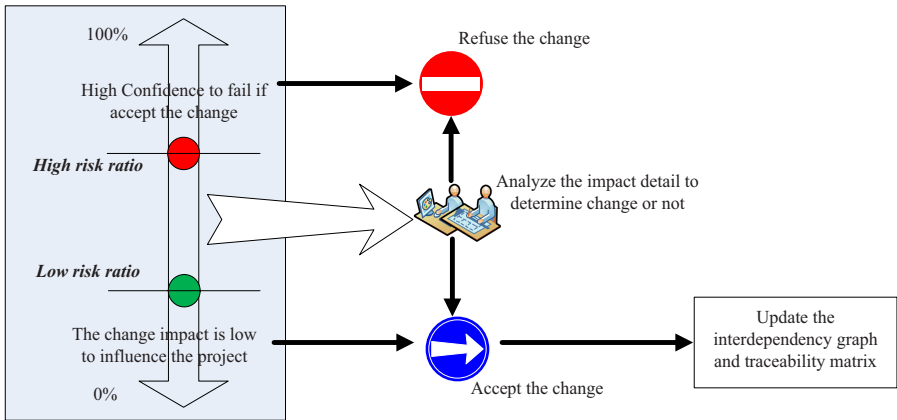 100%
High Confidence to fail if
accept the change
High risk ratio
Low risk ratio
The change impact is low
to influence the project
0%
Refuse the change
Analyze the impact detail to
determine change or not
Accept the change
Update the
interdependency graph
and traceability matrix